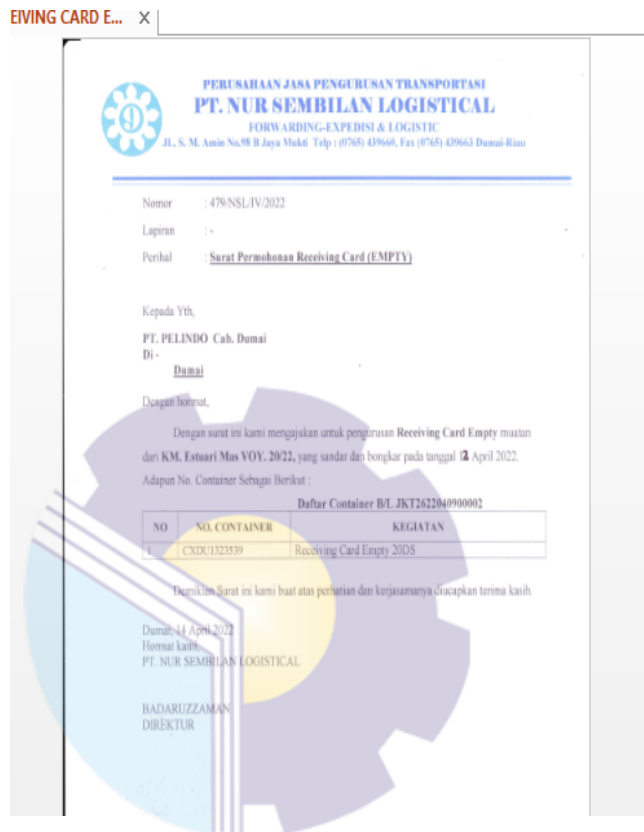 EIVING CARD E... X
9
PERUSAHAAN JASA PENGURUSAN TRANSPORTASI
PT. NUR SEMBILAN LOGISTICAL
FORWARDING-EXPEDISI & LOGISTIC
JL. S. M. Amin No.98 B Jaya Mukti Telp : (0765) 439660, Fax (0765) 439663 Dumai-Riau
Nomor : 479/NSL/IV/2022
Lapiran : -
Perihal : Surat Permohonan Receiving Card (EMPTY)
Kepada Yth,
PT. PELINDO Cab. Dumai
Di -
Dumai
Dengan hormat,
Dengan surat ini kami mengajukan untuk pengurusan Receiving Card Empty muatan
dari KM. Estuari Mas VOY. 20/22, yang sandar dan bongkar pada tanggal 12 April 2022.
Adapun No. Container Sebagai Berikut :
Daftar Container B/L JKT2622040900002
NO NO. CONTAINER KEGIATAN
1. CXDU1323539 Receiving Card Empty 20DS
Demikian Surat ini kami buat atas perhatian dan kerjasamanya diucapkan terima kasih.
Dumai, 14 April 2022
Hormat kami,
PT. NUR SEMBILAN LOGISTICAL
BADARUZZAMAN
DIREKTUR